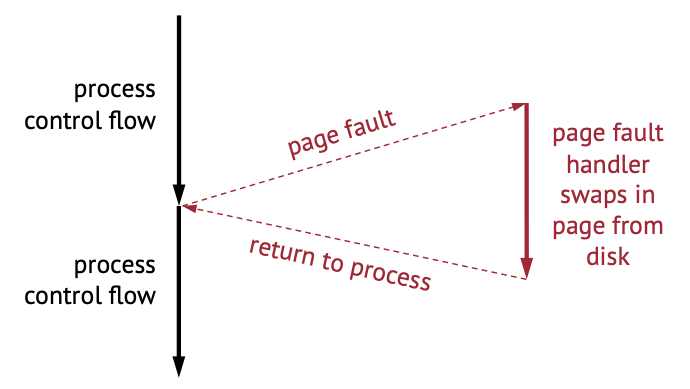 process
control flow
page fault
page fault
handler
swaps in
page from
disk
return to process
process
control flow